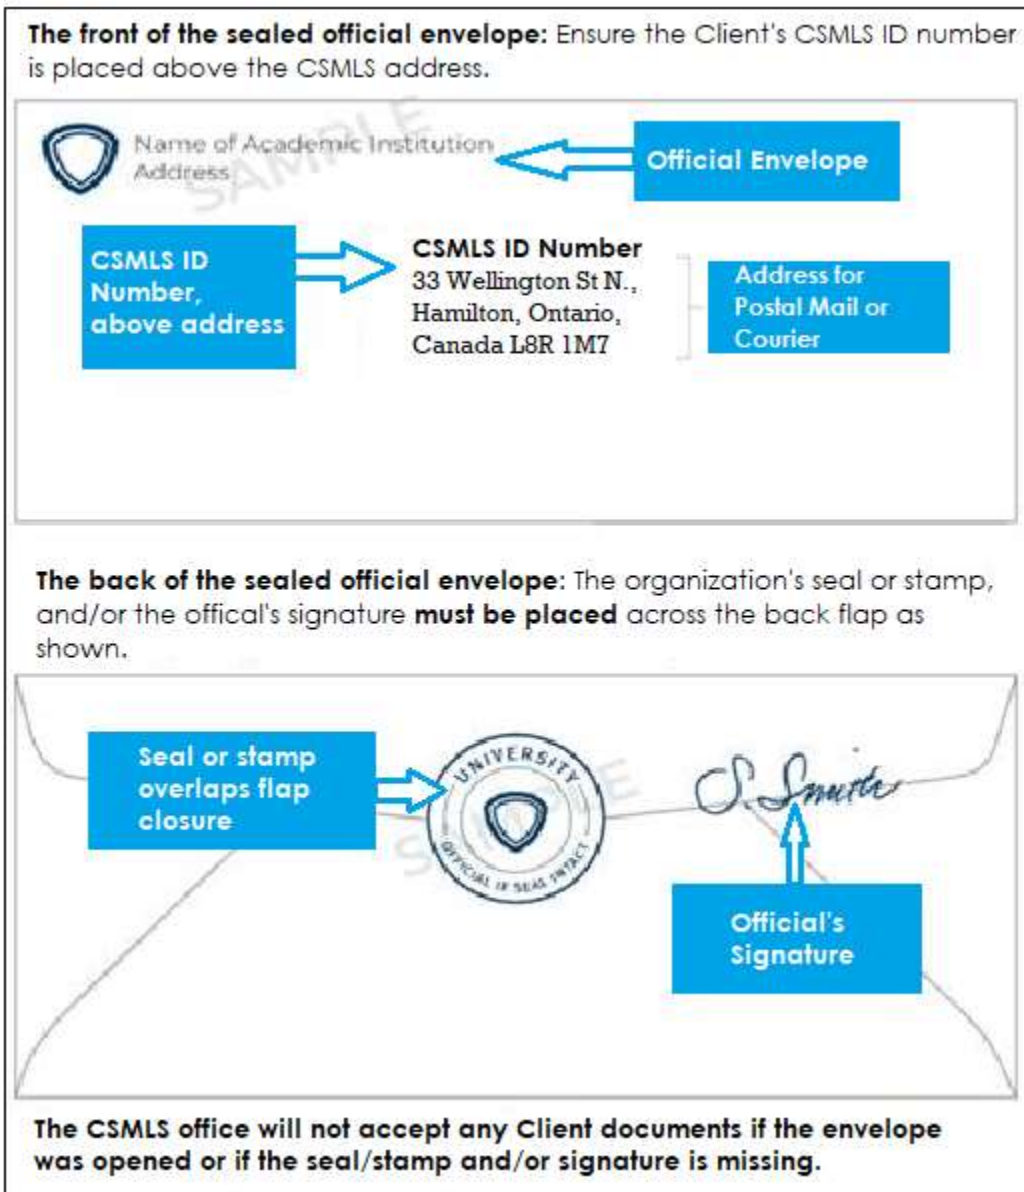 The front of the sealed official envelope: Ensure the Client's CSMLS ID number
is placed above the CSMLS address.
SAMPLE
Name of Academic Institution
Address
Official Envelope
CSMLS ID
Number,
above address
CSMLS ID Number
33 Wellington St N.,
Hamilton, Ontario,
Canada L8R 1M7
Address for
Postal Mail or
Courier
The back of the sealed official envelope: The organization's seal or stamp,
and/or the offical's signature must be placed across the back flap as
shown.
Seal or stamp
overlaps flap
closure
SAMPLE
UNIVERSITY
OFFICIAL IF SEAL INTACT
S. Smith
Official's
Signature
The CSMLS office will not accept any Client documents if the envelope
was opened or if the seal/stamp and/or signature is missing.